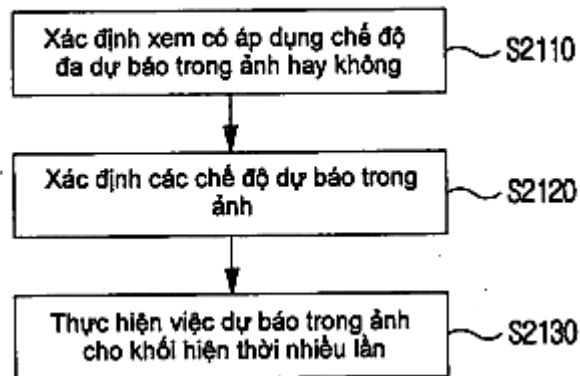 Xác định xem có áp dụng chế độ
đa dự báo trong ảnh hay không
S2110
Xác định các chế độ dự báo trong
ảnh
S2120
Thực hiện việc dự báo trong ảnh
cho khối hiện thời nhiều lần
S2130